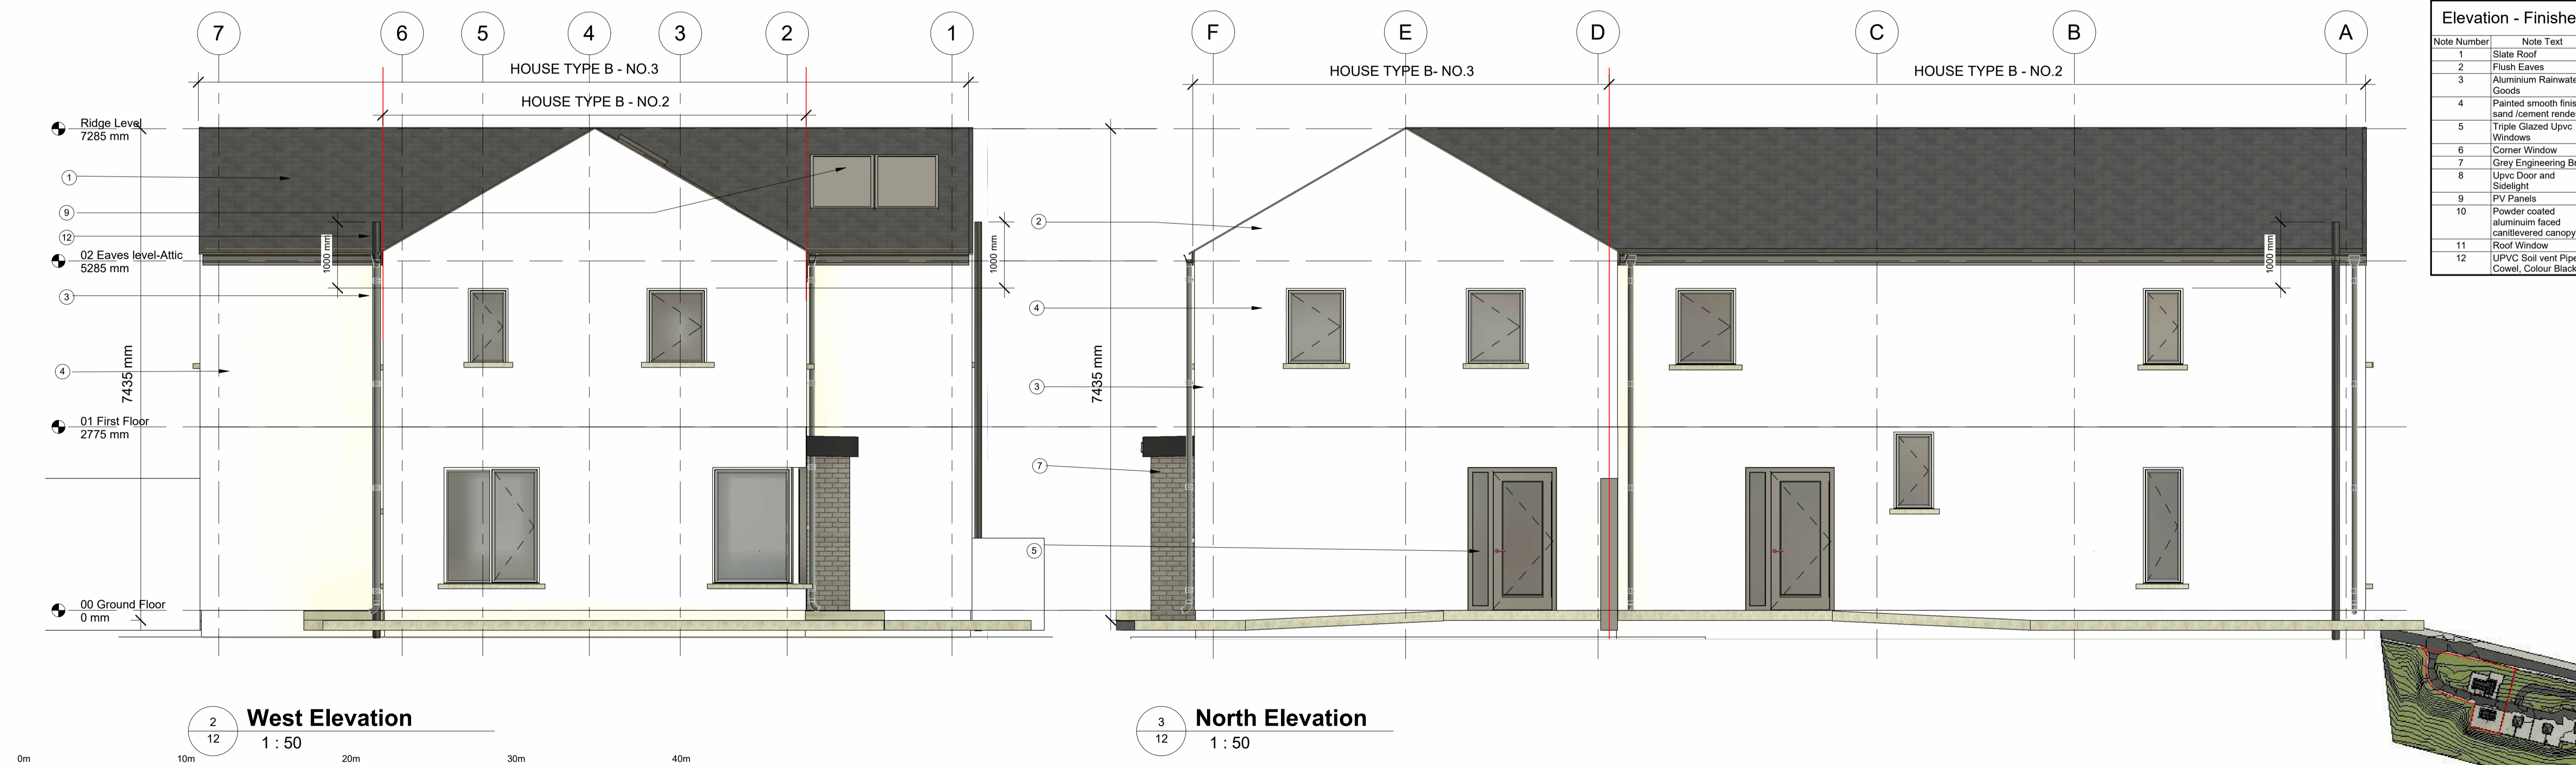 7 6 5 4 3 2 1
HOUSE TYPE B - NO.3
HOUSE TYPE B - NO.2
Ridge Level
7285 mm
1
9
12
1000 mm
1000 mm
02 Eaves level-Attic
5285 mm
3
4
7435 mm
01 First Floor
2775 mm
00 Ground Floor
0 mm
2
12
West Elevation
1 : 50
0m 10m 20m 30m 40m
F E D C B A
HOUSE TYPE B- NO.3
HOUSE TYPE B - NO.2
2
1000 mm
4
7435 mm
3
7
5
3
12
North Elevation
1 : 50
Elevation - Finishe
Note Number Note Text
1 Slate Roof
2 Flush Eaves
3 Aluminium Rainwate
Goods
4 Painted smooth finis
sand /cement rende
5 Triple Glazed Upvc
Windows
6 Corner Window
7 Grey Engineering Br
8 Upvc Door and
Sidelight
9 PV Panels
10 Powder coated
aluminuim faced
canitlevered canopy
11 Roof Window
12 UPVC Soil vent Pipe
Cowel, Colour Black